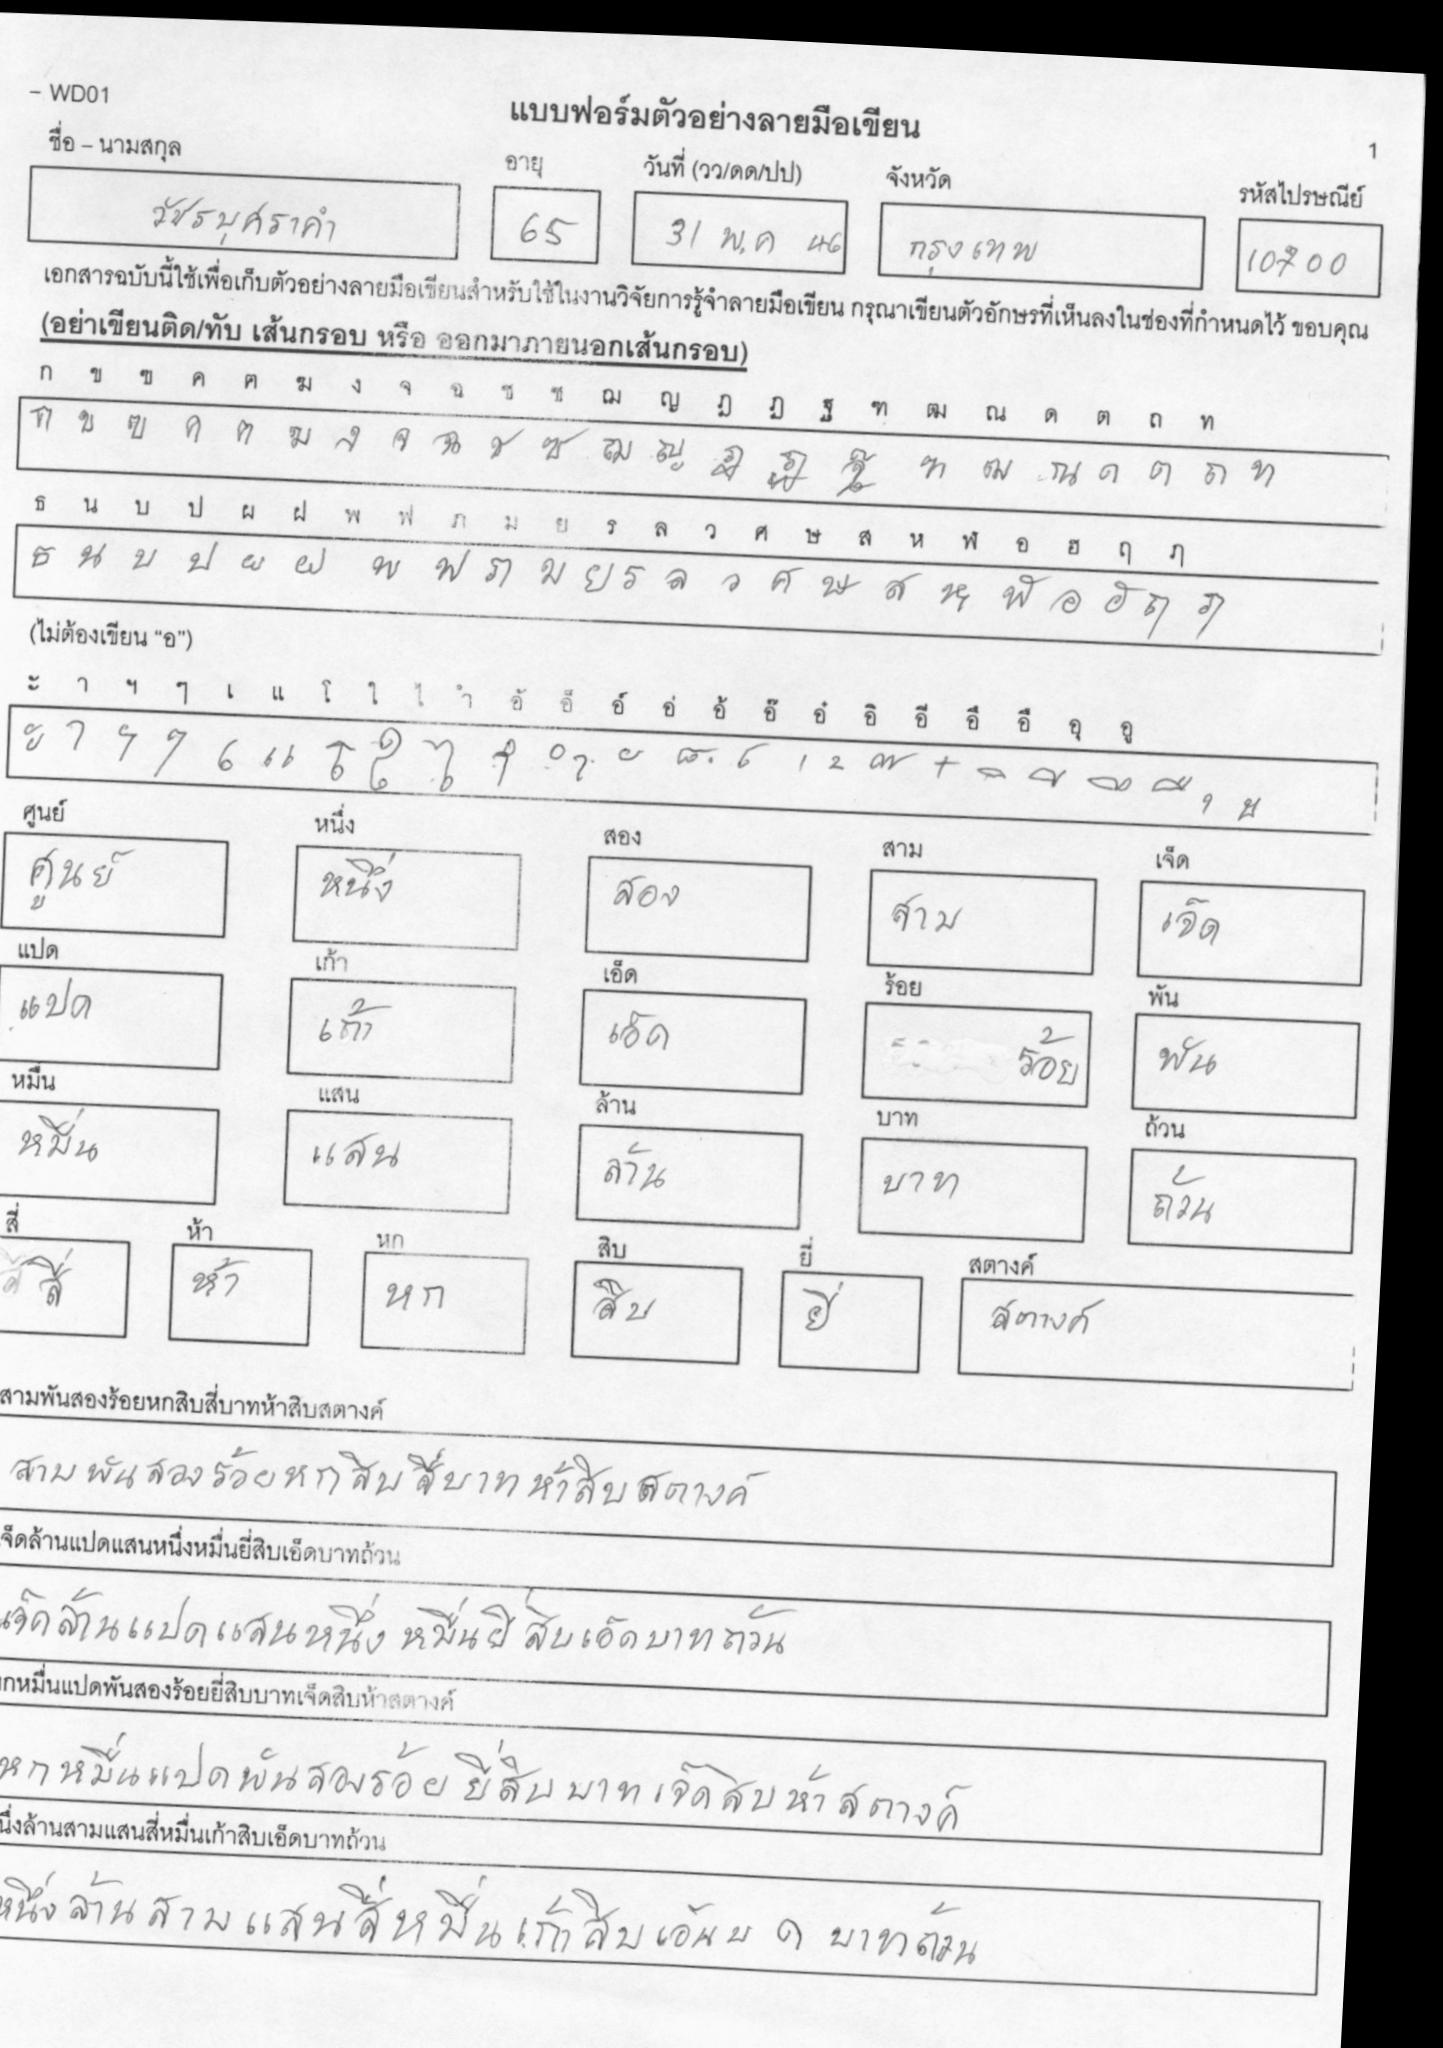 – WD01
แบบฟอร์มตัวอย่างลายมือเขียน
1
ชื่อ – นามสกุล อายุ วันที่ (วว/ดด/ปป) จังหวัด รหัสไปรษณีย์
วัชรบุศราคำ 65 31 พ.ค 46 กรุงเทพ 10700
เอกสารฉบับนี้ใช้เพื่อเก็บตัวอย่างลายมือเขียนสำหรับใช้ในงานวิจัยการรู้จำลายมือเขียน กรุณาเขียนตัวอักษรที่เห็นลงในช่องที่กำหนดไว้ ขอบคุณ
(อย่าเขียนติด/ทับ เส้นกรอบ หรือ ออกมาภายนอกเส้นกรอบ)
ก ข ฃ ค ฅ ฆ ง จ ฉ ช ซ ฌ ญ ฎ ฏ ฐ ฑ ฒ ณ ด ต ถ ท
ก ข ฃ ค ฅ ฆ ง จ ฉ ช ซ ฌ ญ ฎ ฏ ฐ ฑ ฒ ณ ด ต ถ ท
ธ น บ ป ผ ฝ พ ฟ ภ ม ย ร ล ว ศ ษ ส ห ฬ อ ฮ ฤ ภ
ธ น บ ป ผ ฝ พ ฟ ภ ม ย ร ล ว ศ ษ ส ห ฬ อ ฮ ฤ ภ
(ไม่ต้องเขียน “อ”)
ะ า ฯ ๆ เ แ โ ใ ไ ำ อ้ อ็ อ์ อ่ อ้ อ๊ อ๋ อิ อี อึ อื อุ อู
ะ า ฯ ๆ เ แ โ ใ ไ
ศูนย์ หนึ่ง สอง สาม เจ็ด
ศูนย์ หนึ่ง สอง สาม เจ็ด
แปด เก้า เอ็ด ร้อย พัน
แปด เก้า เอ็ด ร้อย พัน
หมื่น แสน ล้าน บาท ถ้วน
หมื่น แสน ล้าน บาท ถ้วน
สี่ ห้า หก สิบ ยี่ สตางค์
สี่ ห้า หก สิบ ยี่ สตางค์
สามพันสองร้อยหกสิบสี่บาทห้าสิบสตางค์
สามพันสองร้อยหกสิบสี่บาทห้าสิบสตางค์
จ็ดล้านแปดแสนหนึ่งหมื่นยี่สิบเอ็ดบาทถ้วน
เจ็ดล้านแปดแสนหนึ่งหมื่นยี่สิบเอ็ดบาทถ้วน
กหมื่นแปดพันสองร้อยยี่สิบบาทเจ็ดสิบห้าสตางค์
หกหมื่นแปดพันสองร้อยยี่สิบบาทเจ็ดสิบห้าสตางค์
นึ่งล้านสามแสนสี่หมื่นเก้าสิบเอ็ดบาทถ้วน
หนึ่งล้านสามแสนสี่หมื่นเก้าสิบ บาทถ้วน